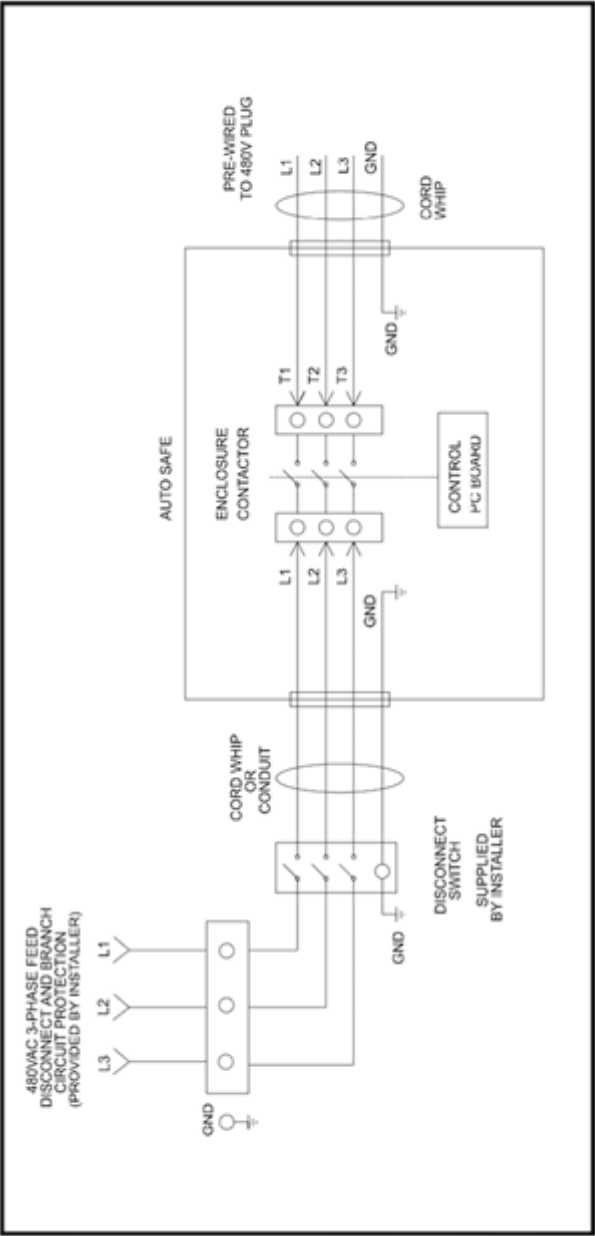 480VAC 3-PHASE FEED
DISCONNECT AND BRANCH
CIRCUIT PROTECTION
(PROVIDED BY INSTALLER)
L3
L2
L1
GND
GND
DISCONNECT
SWITCH
SUPPLIED
BY INSTALLER
CORD WHIP
OR
CONDUIT
AUTO SAFE
ENCLOSURE
CONTACTOR
L1
L2
L3
GND
T1
T2
T3
GND
CONTROL
PC BOARD
PRE-WIRED
TO 480V PLUG
L1
L2
L3
GND
CORD
WHIP